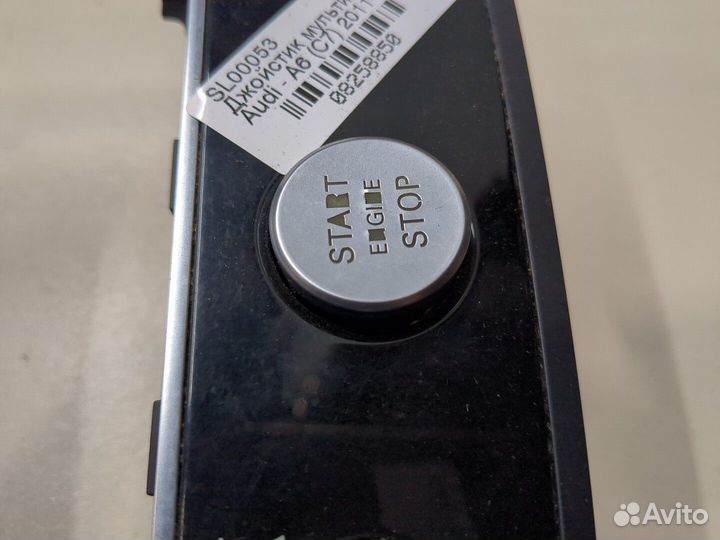 SL00053
Джойстик мульти
Audi - A6 (C7) 2011
08258850
START
ENGINE
STOP
Avito